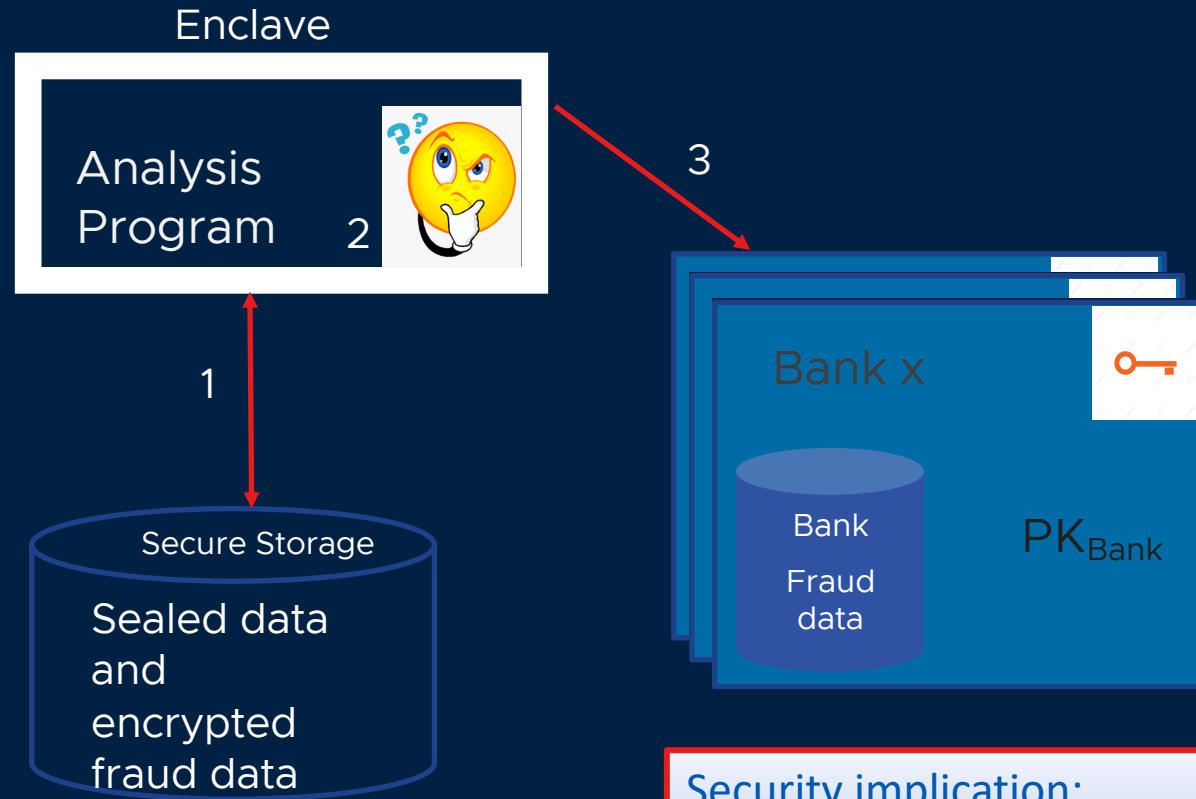 Enclave
Analysis
Program
2
??
3
1
Bank x
Bank
Fraud
data
PKBank
Secure Storage
Sealed data
and
encrypted
fraud data
Security implication: